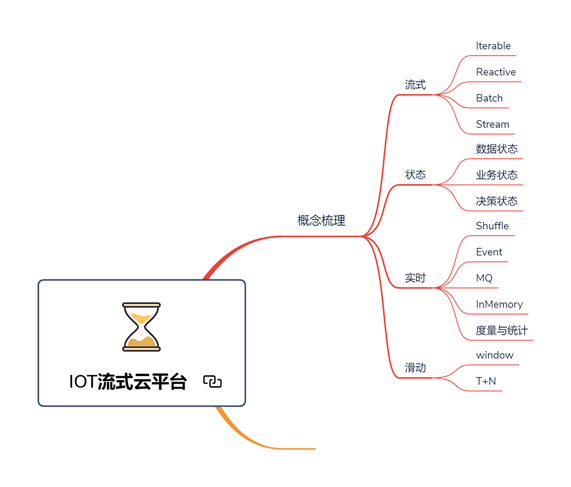 IOT流式云平台
概念梳理
流式
Iterable
Reactive
Batch
Stream
状态
数据状态
业务状态
决策状态
实时
Shuffle
Event
MQ
InMemory
度量与统计
滑动
window
T+N